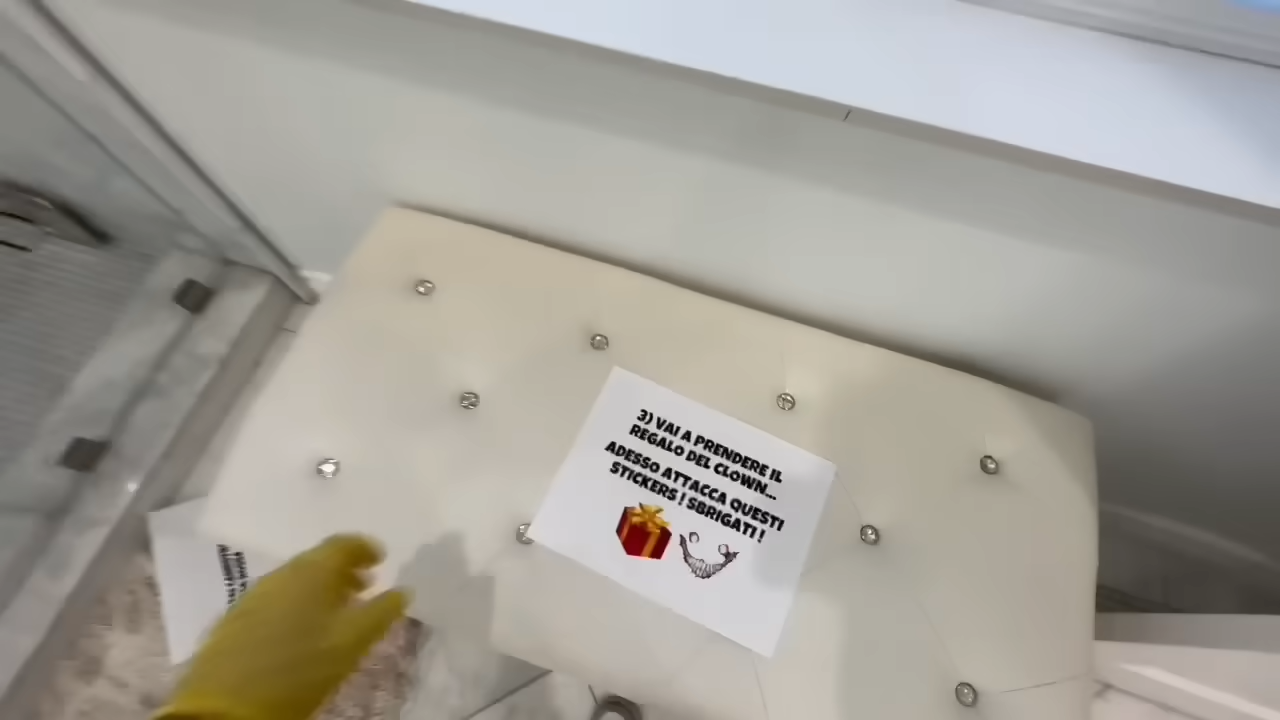 3) VAI A PRENDERE IL
REGALO DEL CLOWN...
ADESSO ATTACCA QUESTI
STICKERS ! SBRIGATI !